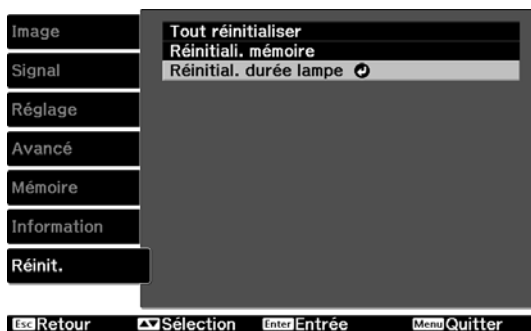 Image
Signal
Réglage
Avancé
Mémoire
Information
Réinit.
Tout réinitialiser
Réinitiali. mémoire
Réinitial. durée lampe
Esc Retour
Sélection
Enter Entrée
Menu Quitter